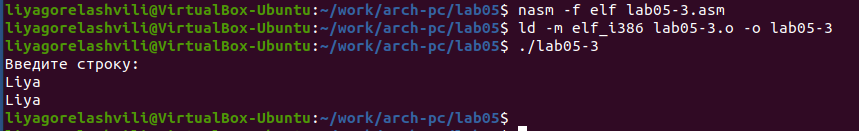 liyagorelashvili@VirtualBox-Ubuntu:~/work/arch-pc/lab05$ nasm -f elf lab05-3.asm
liyagorelashvili@VirtualBox-Ubuntu:~/work/arch-pc/lab05$ ld -m elf_i386 lab05-3.o -o lab05-3
liyagorelashvili@VirtualBox-Ubuntu:~/work/arch-pc/lab05$ ./lab05-3
Введите строку:
Liya
Liya
liyagorelashvili@VirtualBox-Ubuntu:~/work/arch-pc/lab05$